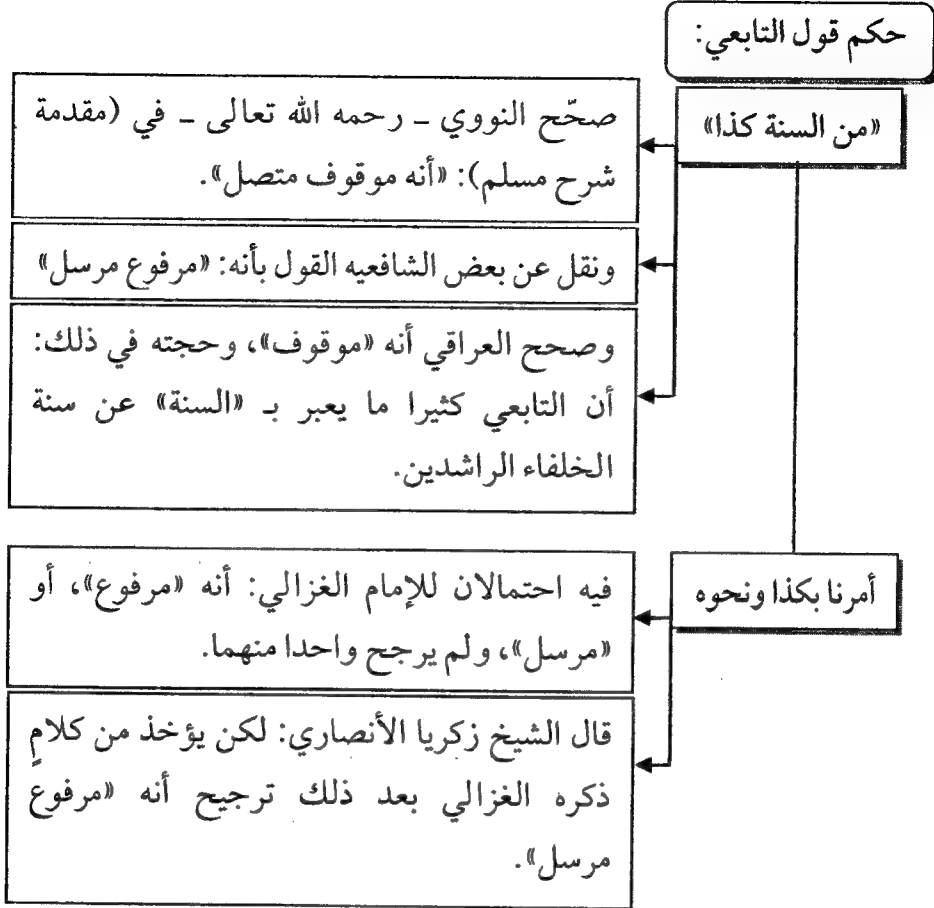 حكم قول التابعي:
«من السنة كذا»
صحّح النووي – رحمه الله تعالى – في (مقدمة
شرح مسلم): «أنه موقوف متصل».
ونقل عن بعض الشافعيه القول بأنه: «مرفوع مرسل»
وصحح العراقي أنه «موقوف»، وحجته في ذلك:
أن التابعي كثيرا ما يعبر بـ «السنة» عن سنة
الخلفاء الراشدين.
أمرنا بكذا ونحوه
فيه احتمالان للإمام الغزالي: أنه «مرفوع»، أو
«مرسل»، ولم يرجح واحدا منهما.
قال الشيخ زكريا الأنصاري: لكن يؤخذ من كلامٍ
ذكره الغزالي بعد ذلك ترجيح أنه «مرفوع
مرسل».